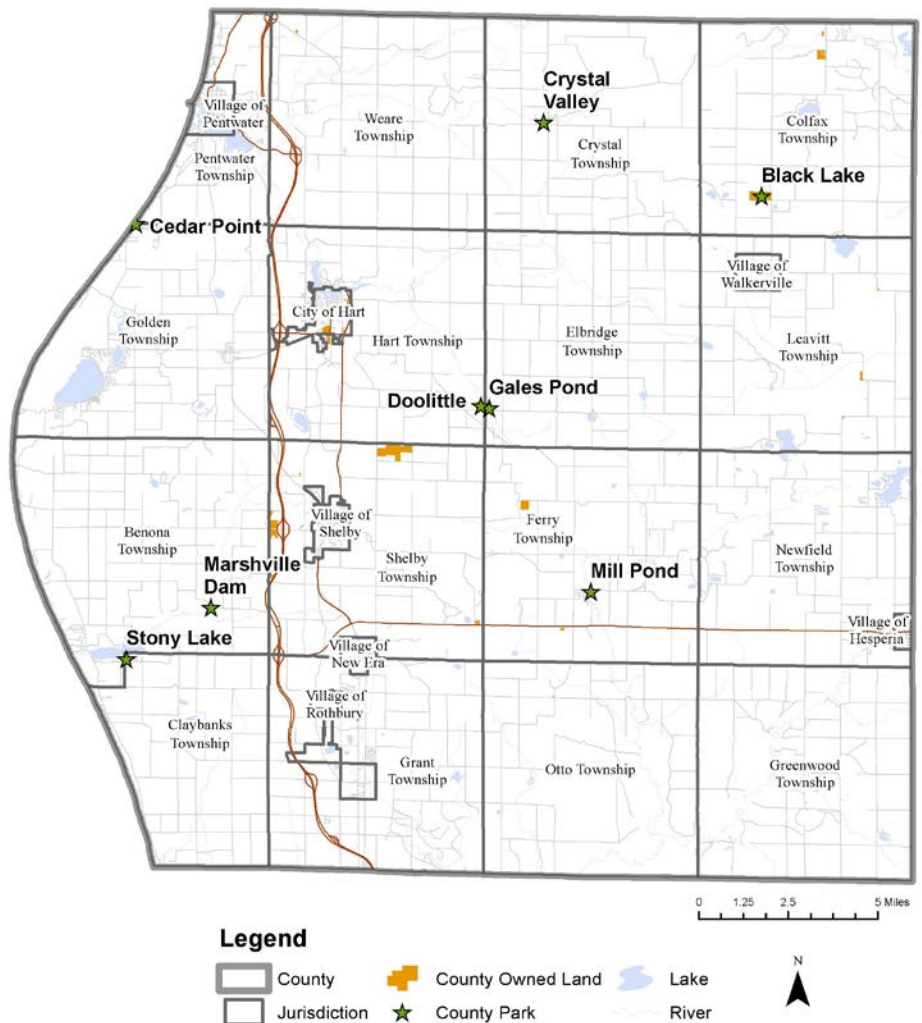 Crystal
Valley
Village of
Pentwater
Weare
Township
Colfax
Township
Pentwater
Township
Crystal
Township
Black Lake
Cedar Point
Village of
Walkerville
City of Hart
Golden
Township
Hart Township
Elbridge
Township
Leavitt
Township
Doolittle
Gales Pond
Village of
Shelby
Benona
Township
Ferry
Township
Shelby
Township
Newfield
Township
Marshville
Dam
Mill Pond
Stony Lake
Village of
Hesperia
Village of
New Era
Village of
Rothbury
Claybanks
Township
Grant
Township
Otto Township
Greenwood
Township
0 1.25 2.5 5 Miles
Legend
N
County
County Owned Land
Lake
Jurisdiction
County Park
River